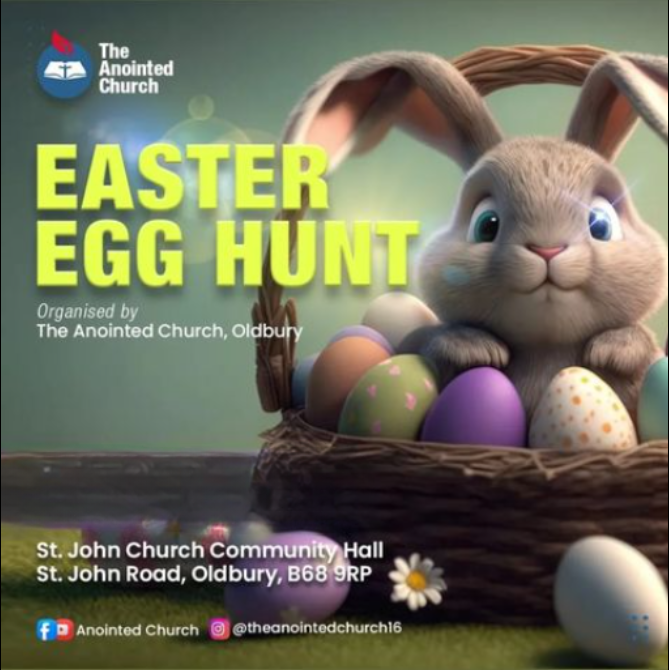 The
Anointed
Church
EASTER
EGG HUNT
Organised by
The Anointed Church, Oldbury
St. John Church Community Hall
St. John Road, Oldbury, B68 9RP
Anointed Church @theanointedchurch16